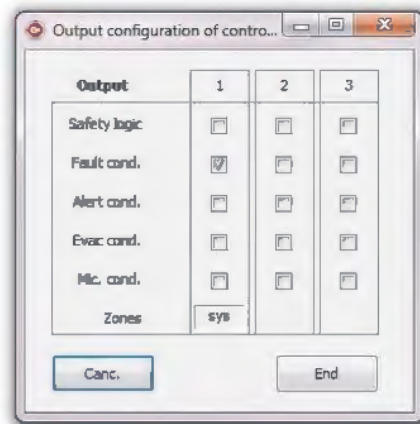 Output configuration of contro...
Output 1 2 3
Safety logic
Fault cond.
Alert cond.
Evac cond.
Mic. cond.
Zones sys
Canc. End